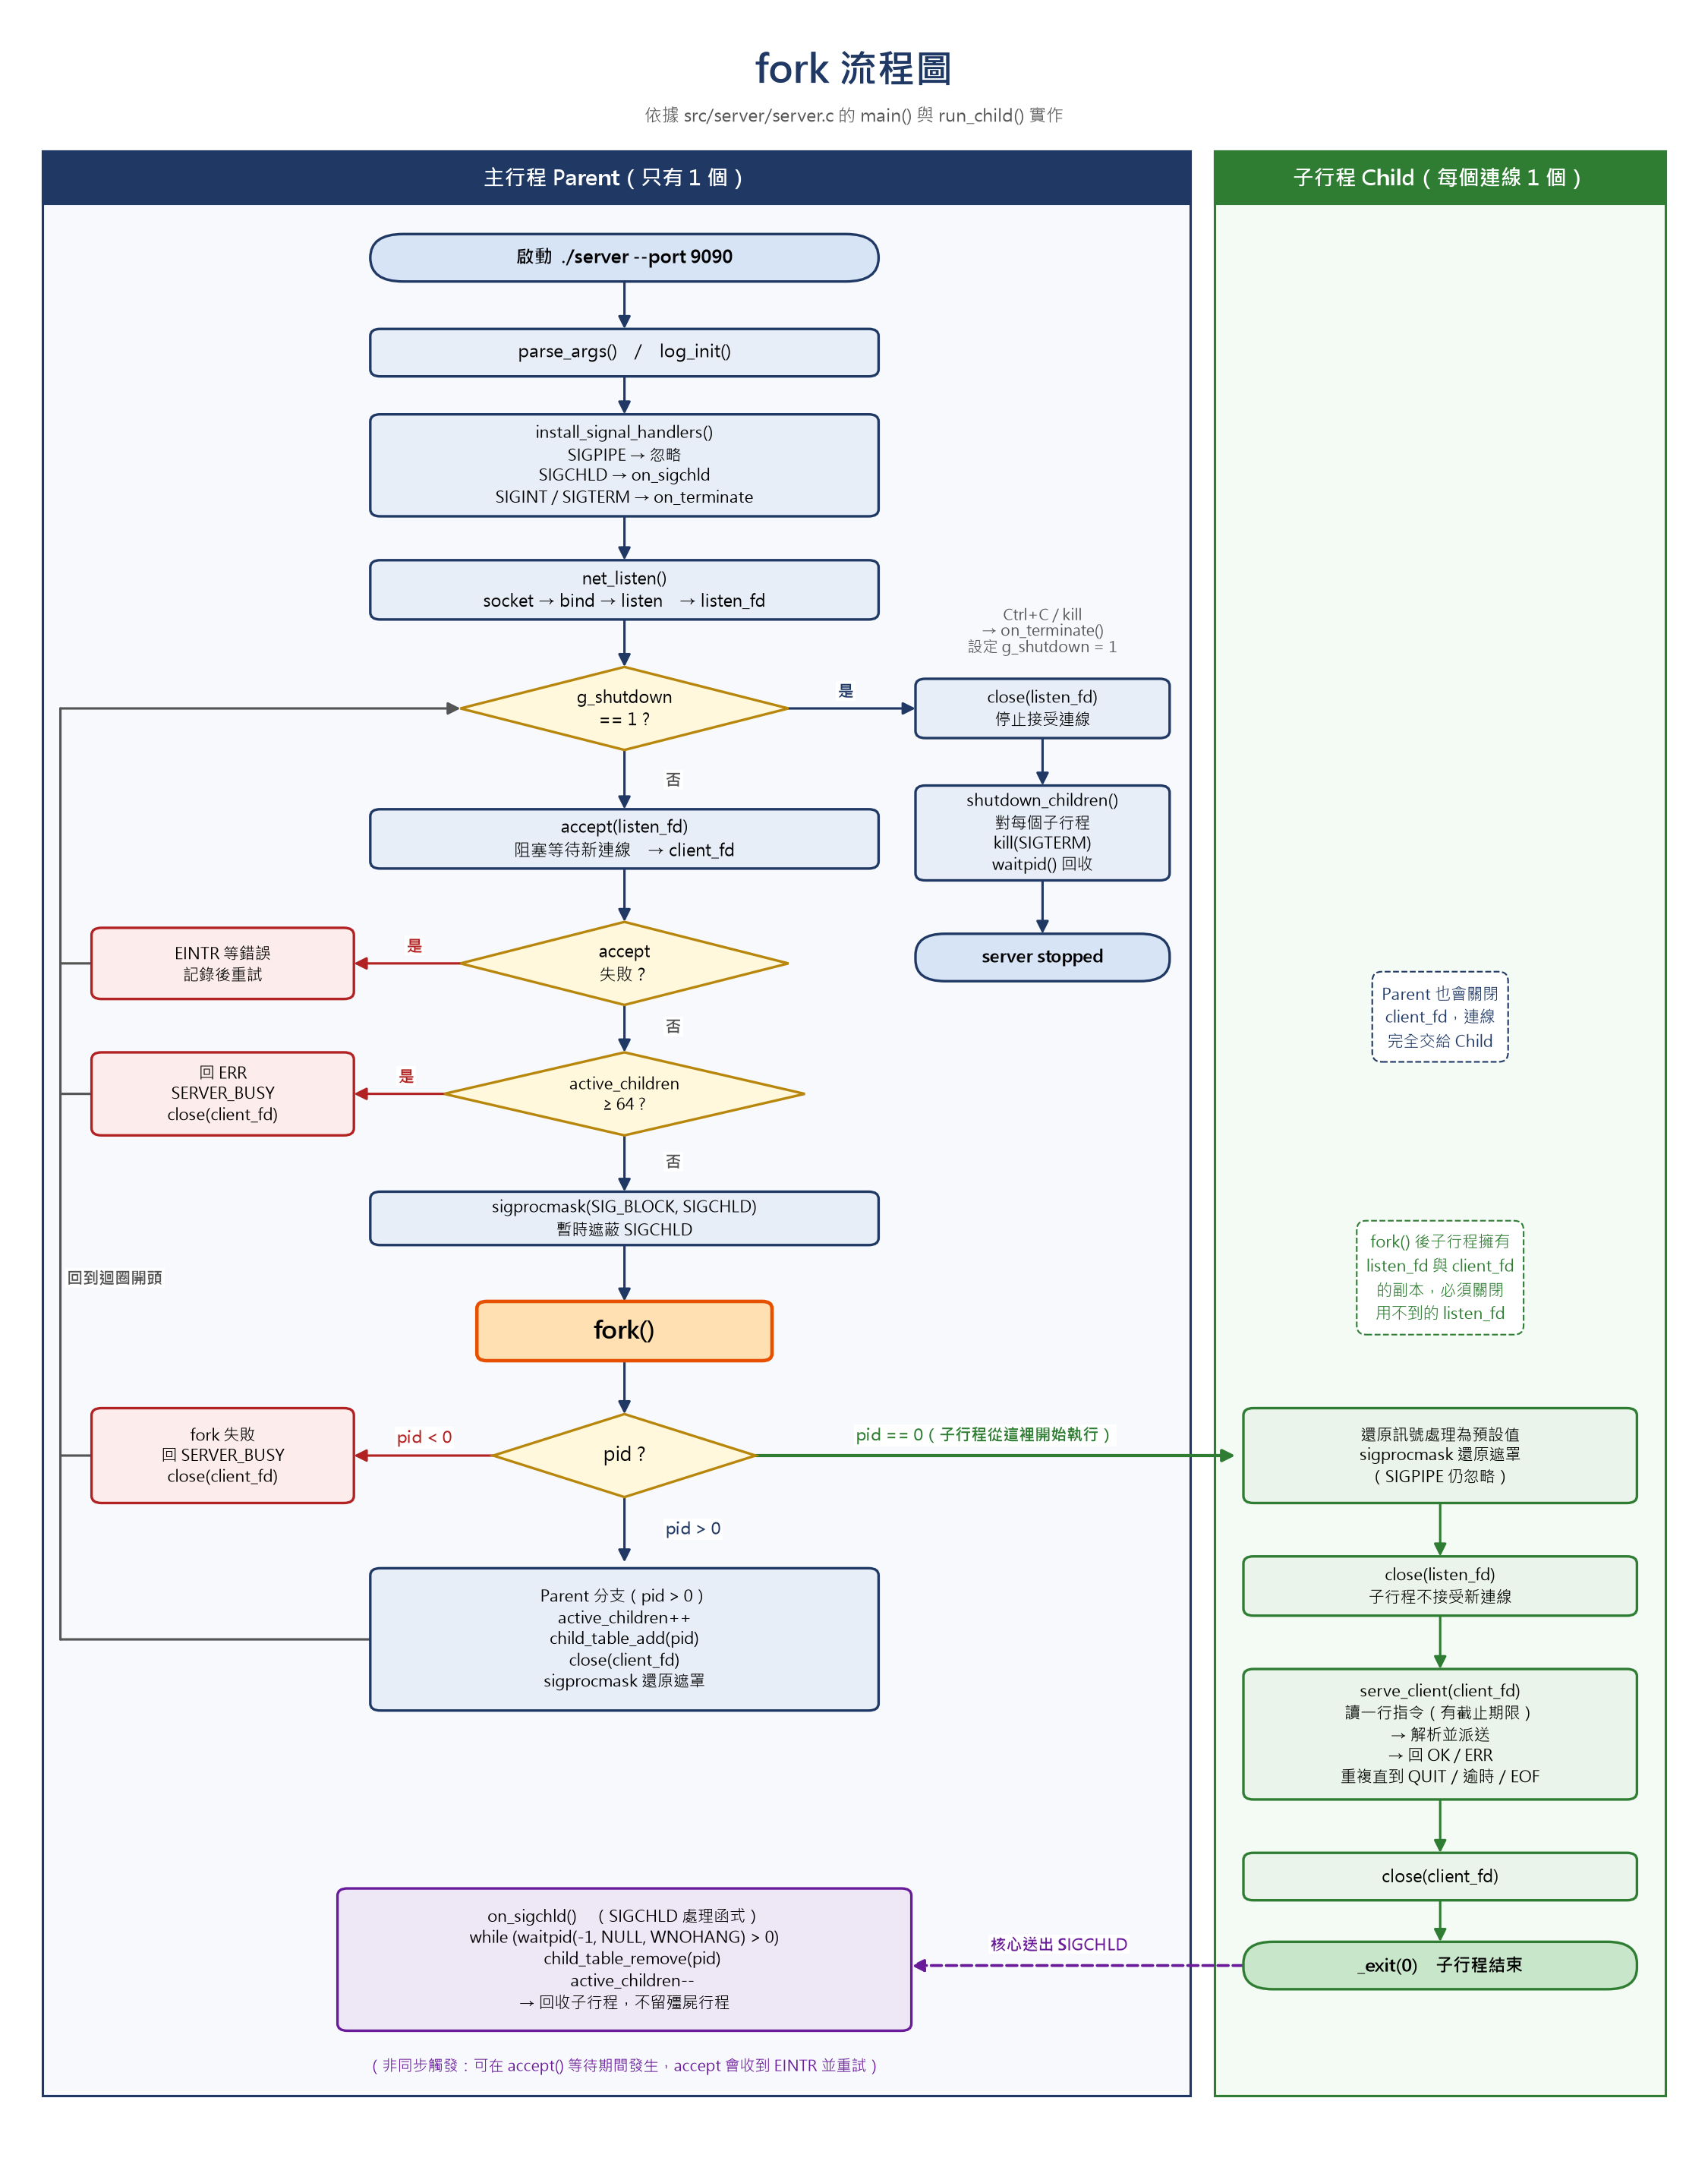 fork 流程圖
依據 src/server/server.c 的 main() 與 run_child() 實作
主行程 Parent（只有 1 個）
子行程 Child（每個連線 1 個）
啟動 ./server --port 9090
parse_args() / log_init()
install_signal_handlers()
SIGPIPE → 忽略
SIGCHLD → on_sigchld
SIGINT / SIGTERM → on_terminate
net_listen()
socket → bind → listen → listen_fd
Ctrl+C / kill
→ on_terminate()
設定 g_shutdown = 1
g_shutdown
== 1？
是
close(listen_fd)
停止接受連線
否
shutdown_children()
對每個子行程
kill(SIGTERM)
waitpid() 回收
accept(listen_fd)
阻塞等待新連線 → client_fd
server stopped
accept
失敗？
是
EINTR 等錯誤
記錄後重試
否
Parent 也會關閉
client_fd，連線
完全交給 Child
active_children
≥ 64？
是
回 ERR
SERVER_BUSY
close(client_fd)
否
sigprocmask(SIG_BLOCK, SIGCHLD)
暫時遮蔽 SIGCHLD
fork() 後子行程擁有
listen_fd 與 client_fd
的副本，必須關閉
用不到的 listen_fd
回到迴圈開頭
fork()
pid？
pid < 0
fork 失敗
回 SERVER_BUSY
close(client_fd)
pid == 0（子行程從這裡開始執行）
還原訊號處理為預設值
sigprocmask 還原遮罩
（SIGPIPE 仍忽略）
pid > 0
Parent 分支（pid > 0）
active_children++
child_table_add(pid)
close(client_fd)
sigprocmask 還原遮罩
close(listen_fd)
子行程不接受新連線
serve_client(client_fd)
讀一行指令（有截止期限）
→ 解析並派送
→ 回 OK / ERR
重複直到 QUIT / 逾時 / EOF
close(client_fd)
_exit(0) 子行程結束
核心送出 SIGCHLD
on_sigchld() （SIGCHLD 處理函式）
while (waitpid(-1, NULL, WNOHANG) > 0)
child_table_remove(pid)
active_children--
→ 回收子行程，不留殭屍行程
（非同步觸發：可在 accept() 等待期間發生，accept 會收到 EINTR 並重試）